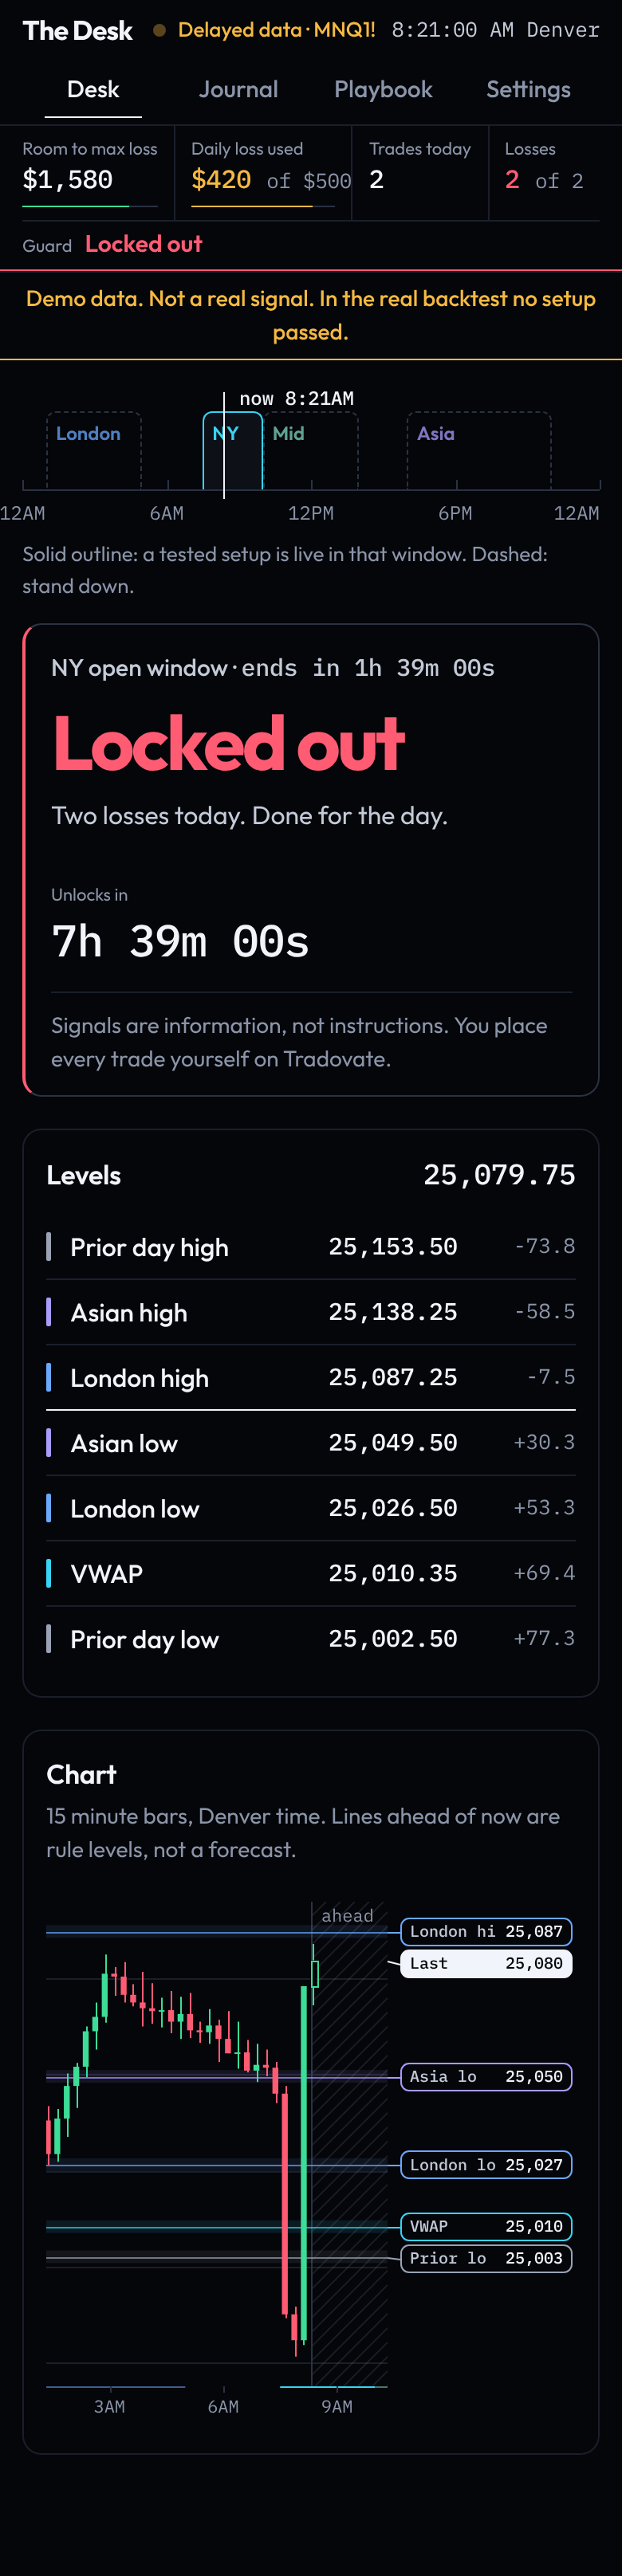 The Desk Delayed data · MNQ1! 8:21:00 AM Denver
Desk Journal Playbook Settings
Room to max loss Daily loss used Trades today Losses
$1,580 $420 of $500 2 2 of 2
Guard Locked out
Demo data. Not a real signal. In the real backtest no setup
passed.
now 8:21AM
London NY Mid Asia
12AM 6AM 12PM 6PM 12AM
Solid outline: a tested setup is live in that window. Dashed:
stand down.
NY open window · ends in 1h 39m 00s
Locked out
Two losses today. Done for the day.
Unlocks in
7h 39m 00s
Signals are information, not instructions. You place
every trade yourself on Tradovate.
Levels 25,079.75
Prior day high 25,153.50 -73.8
Asian high 25,138.25 -58.5
London high 25,087.25 -7.5
Asian low 25,049.50 +30.3
London low 25,026.50 +53.3
VWAP 25,010.35 +69.4
Prior day low 25,002.50 +77.3
Chart
15 minute bars, Denver time. Lines ahead of now are
rule levels, not a forecast.
ahead
London hi 25,087
Last 25,080
Asia lo 25,050
London lo 25,027
VWAP 25,010
Prior lo 25,003
3AM 6AM 9AM